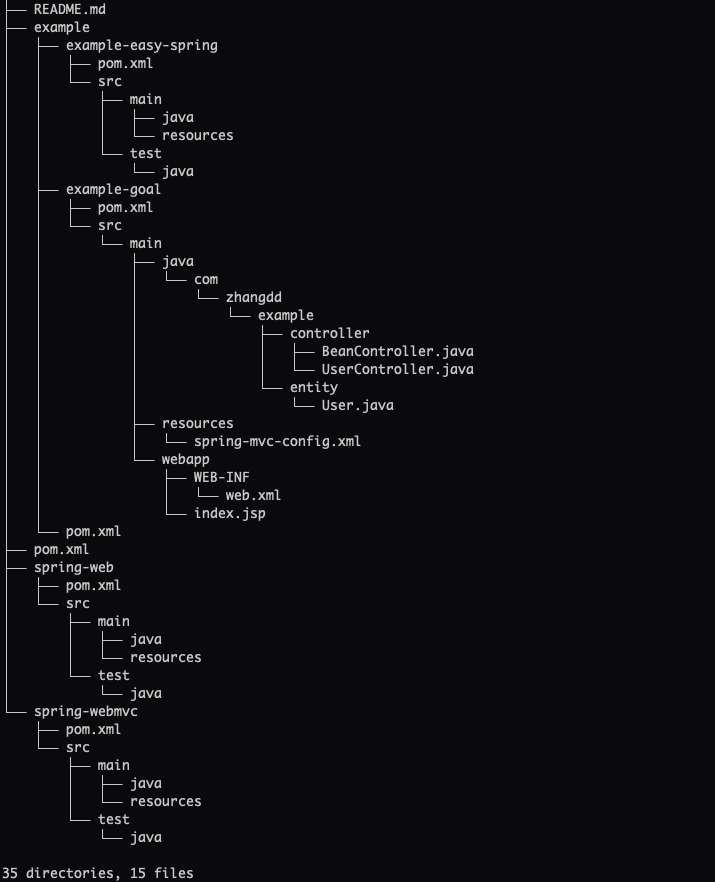 ├── README.md
├── example
│   ├── example-easy-spring
│   │   ├── pom.xml
│   │   └── src
│   │       ├── main
│   │       │   ├── java
│   │       │   └── resources
│   │       └── test
│   │           └── java
│   ├── example-goal
│   │   ├── pom.xml
│   │   └── src
│   │       └── main
│   │           ├── java
│   │           │   └── com
│   │           │       └── zhangdd
│   │           │           └── example
│   │           │               ├── controller
│   │           │               │   ├── BeanController.java
│   │           │               │   └── UserController.java
│   │           │               └── entity
│   │           │                   └── User.java
│   │           ├── resources
│   │           │   └── spring-mvc-config.xml
│   │           └── webapp
│   │               ├── WEB-INF
│   │               │   └── web.xml
│   │               └── index.jsp
│   └── pom.xml
├── pom.xml
├── spring-web
│   ├── pom.xml
│   └── src
│       ├── main
│       │   ├── java
│       │   └── resources
│       └── test
│           └── java
└── spring-webmvc
    ├── pom.xml
    └── src
        ├── main
        │   ├── java
        │   └── resources
        └── test
            └── java

35 directories, 15 files